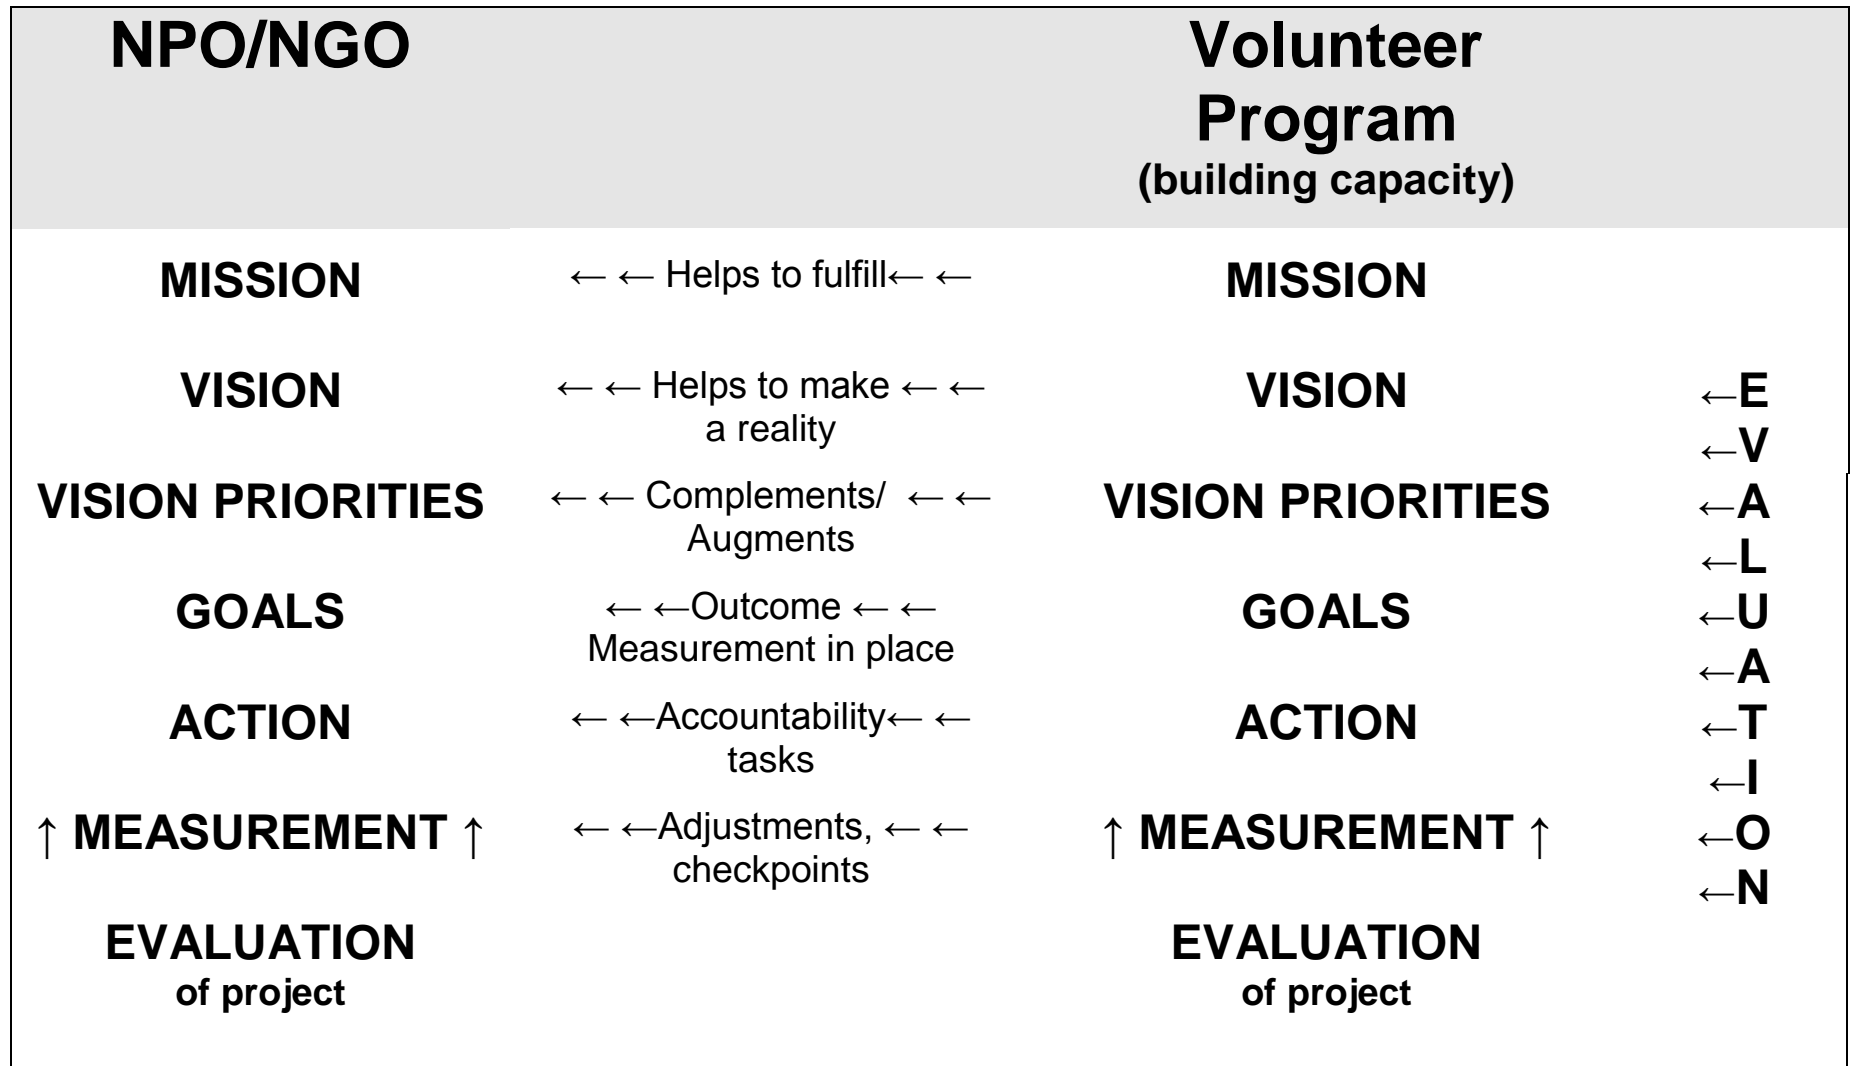 NPO/NGO
Volunteer
Program
(building capacity)
MISSION
← ← Helps to fulfill← ←
MISSION
VISION
← ← Helps to make ← ←
a reality
VISION
←E
←V
VISION PRIORITIES
← ← Complements/ ← ←
Augments
VISION PRIORITIES
←A
←L
GOALS
← ←Outcome ← ←
Measurement in place
GOALS
←U
←A
ACTION
← ←Accountability← ←
tasks
ACTION
←T
←I
↑ MEASUREMENT ↑
← ←Adjustments, ← ←
checkpoints
↑ MEASUREMENT ↑
←O
←N
EVALUATION
of project
EVALUATION
of project